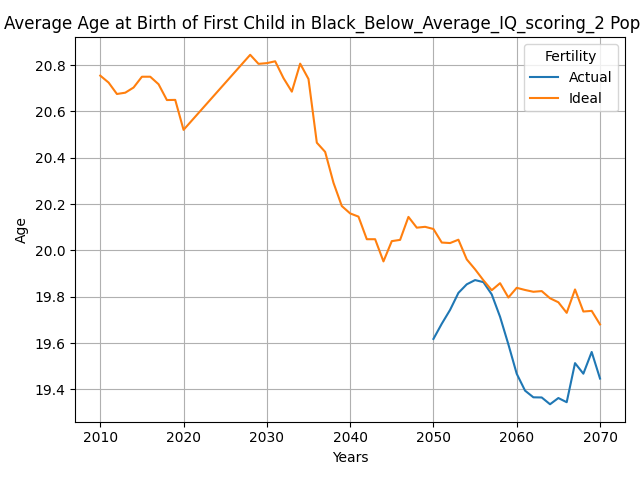 Average Age at Birth of First Child in Black_Below_Average_IQ_scoring_2 Pop
Fertility
Actual
Ideal
20.8
20.6
20.4
20.2
20.0
19.8
19.6
19.4
Age
2010 2020 2030 2040 2050 2060 2070
Years